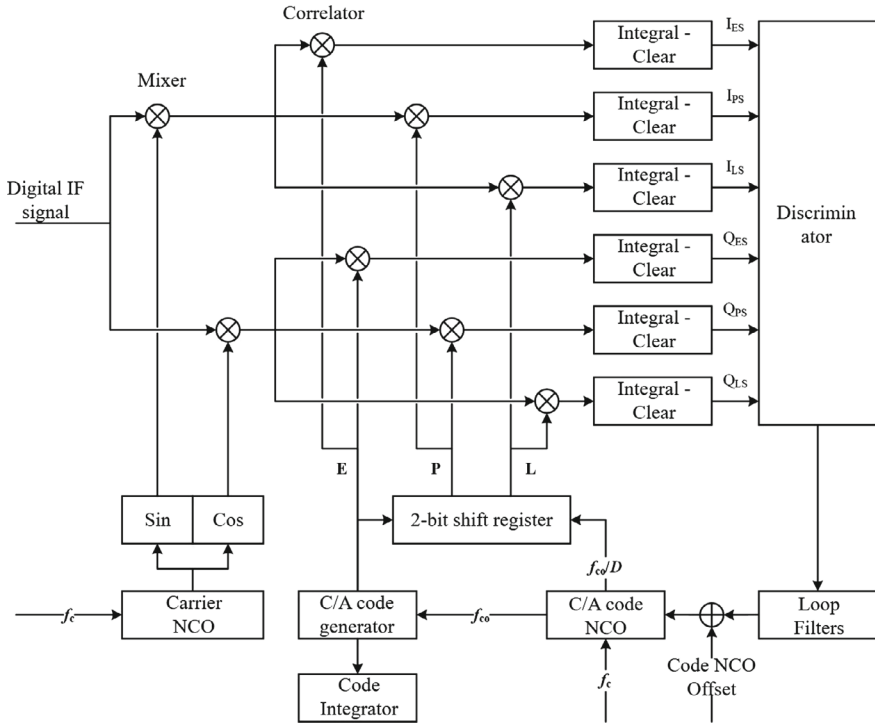 Correlator
Mixer
Digital IF
signal
Integral -
Clear
I_ES
Integral -
Clear
I_PS
Integral -
Clear
I_LS
Integral -
Clear
Q_ES
Integral -
Clear
Q_PS
Integral -
Clear
Q_LS
Discrimin
ator
E
P
L
Sin
Cos
2-bit shift register
f_co/D
f_c
Carrier
NCO
C/A code
generator
f_co
C/A code
NCO
Loop
Filters
Code
Integrator
f_c
Code NCO
Offset